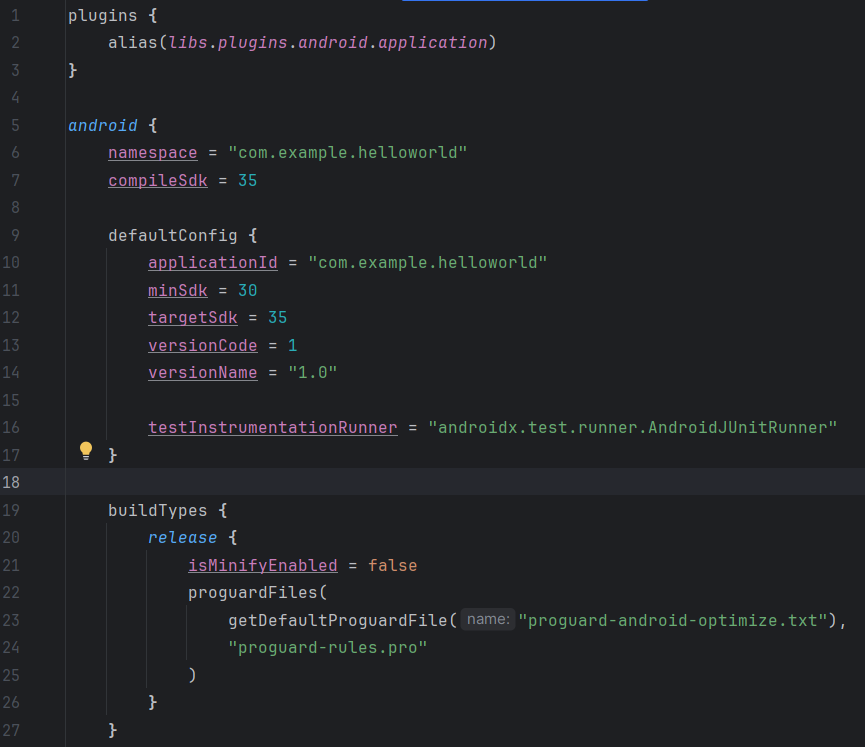 1 plugins {
2     alias(libs.plugins.android.application)
3 }
4
5 android {
6     namespace = "com.example.helloworld"
7     compileSdk = 35
8
9     defaultConfig {
10         applicationId = "com.example.helloworld"
11         minSdk = 30
12         targetSdk = 35
13         versionCode = 1
14         versionName = "1.0"
15
16         testInstrumentationRunner = "androidx.test.runner.AndroidJUnitRunner"
17     }
18
19     buildTypes {
20         release {
21             isMinifyEnabled = false
22             proguardFiles(
23                 getDefaultProguardFile( name: "proguard-android-optimize.txt"),
24                 "proguard-rules.pro"
25             )
26         }
27     }